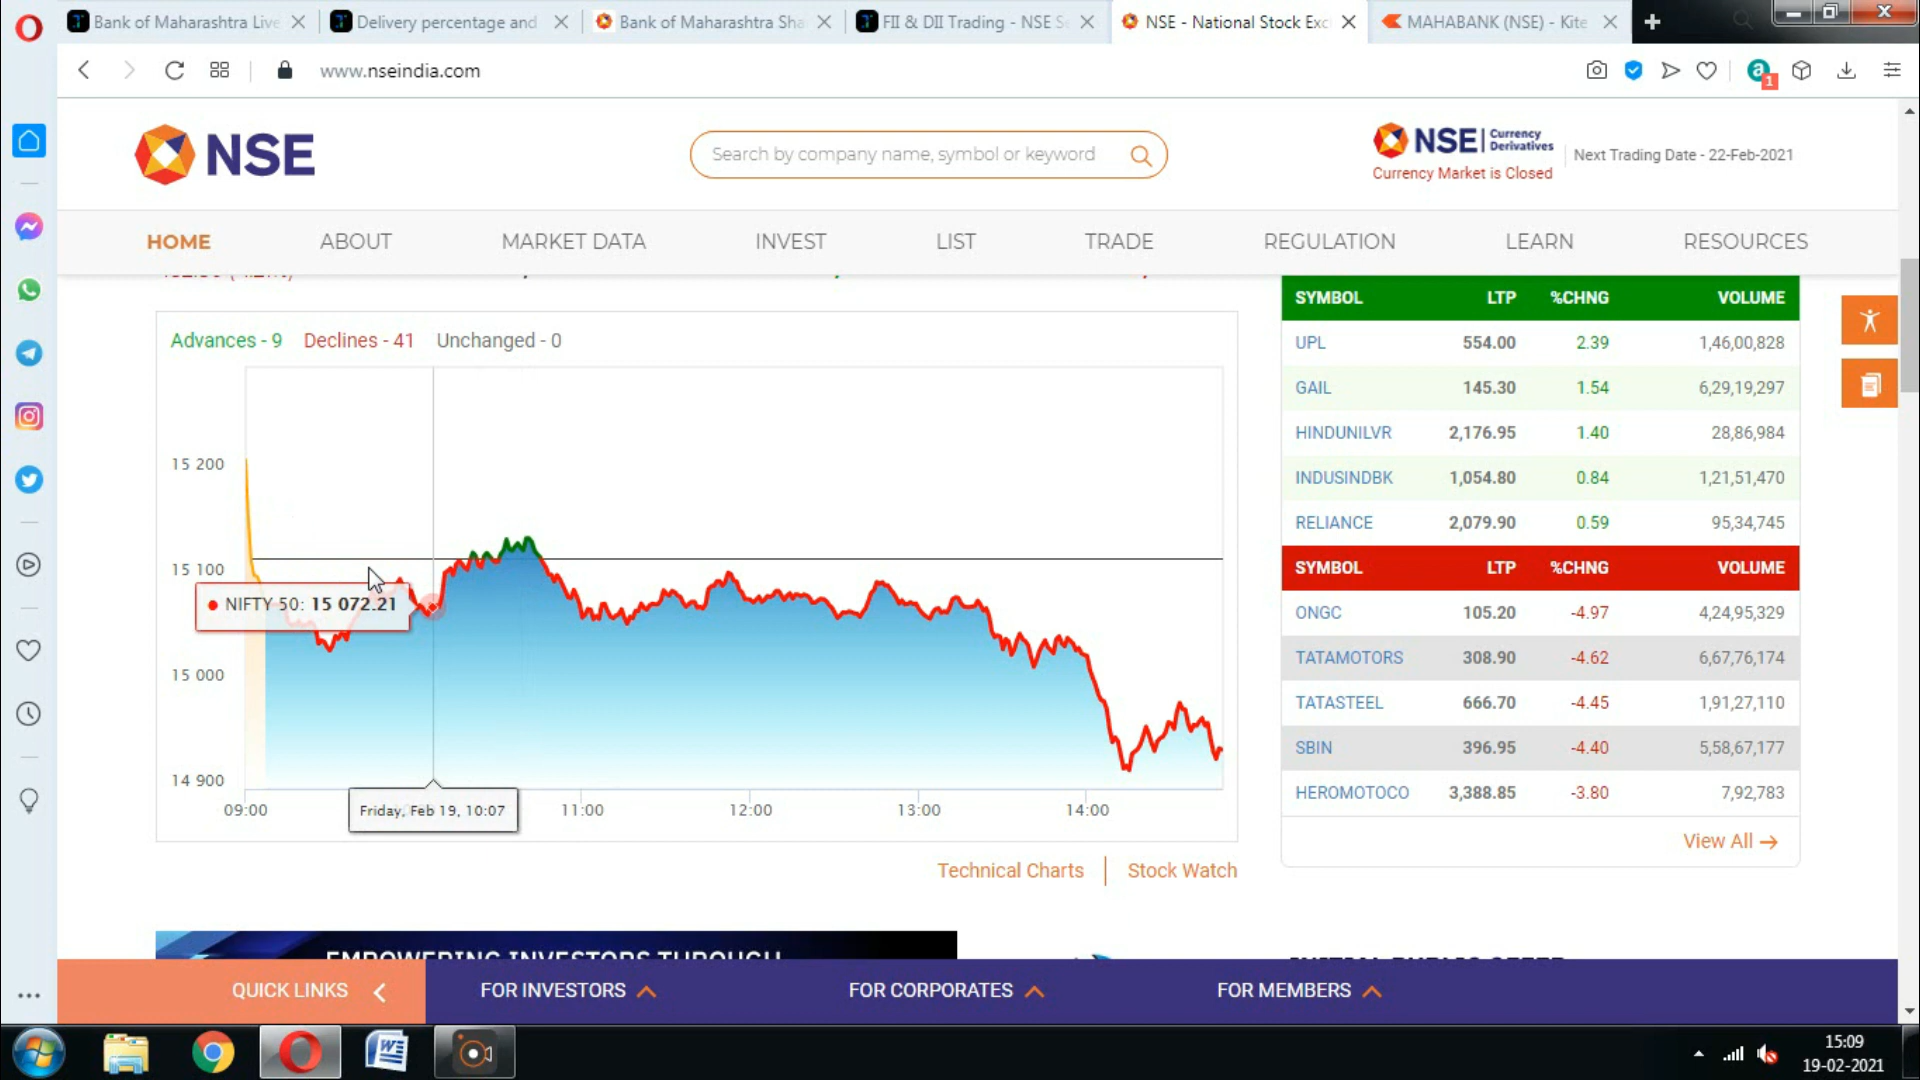 Bank of Maharashtra Live
Delivery percentage and
Bank of Maharashtra Sha
FII & DII Trading - NSE S
NSE - National Stock Exc
MAHABANK (NSE) - Kite
www.nseindia.com
a
1
NSE
Search by company name, symbol or keyword
NSE Currency Derivatives
Currency Market is Closed
Next Trading Date - 22-Feb-2021
HOME ABOUT MARKET DATA INVEST LIST TRADE REGULATION LEARN RESOURCES
Advances - 9 Declines - 41 Unchanged - 0
15 200
15 100
15 000
14 900
NIFTY 50: 15 072.21
Friday, Feb 19, 10:07
09:00 11:00 12:00 13:00 14:00
Technical Charts Stock Watch
SYMBOL LTP %CHNG VOLUME
UPL 554.00 2.39 1,46,00,828
GAIL 145.30 1.54 6,29,19,297
HINDUNILVR 2,176.95 1.40 28,86,984
INDUSINDBK 1,054.80 0.84 1,21,51,470
RELIANCE 2,079.90 0.59 95,34,745
SYMBOL LTP %CHNG VOLUME
ONGC 105.20 -4.97 4,24,95,329
TATAMOTORS 308.90 -4.62 6,67,76,174
TATASTEEL 666.70 -4.45 1,91,27,110
SBIN 396.95 -4.40 5,58,67,177
HEROMOTOCO 3,388.85 -3.80 7,92,783
View All
EMPOWERING INVESTORS THROUGH
QUICK LINKS FOR INVESTORS FOR CORPORATES FOR MEMBERS
15:09
19-02-2021